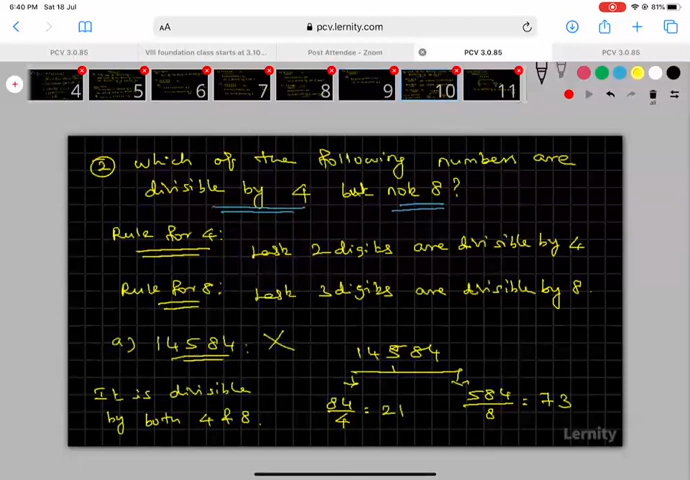 6:40 PM Sat 18 Jul
81%
AA
pcv.lernity.com
PCV 3.0.85
VIII foundation class starts at 3.10...
Post Attendee - Zoom
PCV 3.0.85
PCV 3.0.85
4 5 6 7 8 9 10 11
all
② which of the following numbers are
divisible by 4 but not 8?
Rule for 4: Last 2 digits are divisible by 4
Rule for 8: Last 3 digits are divisible by 8.
a) 14584: X
14584
It is divisible
by both 4 & 8.
84/4 = 21
584/8 = 73
Lernity